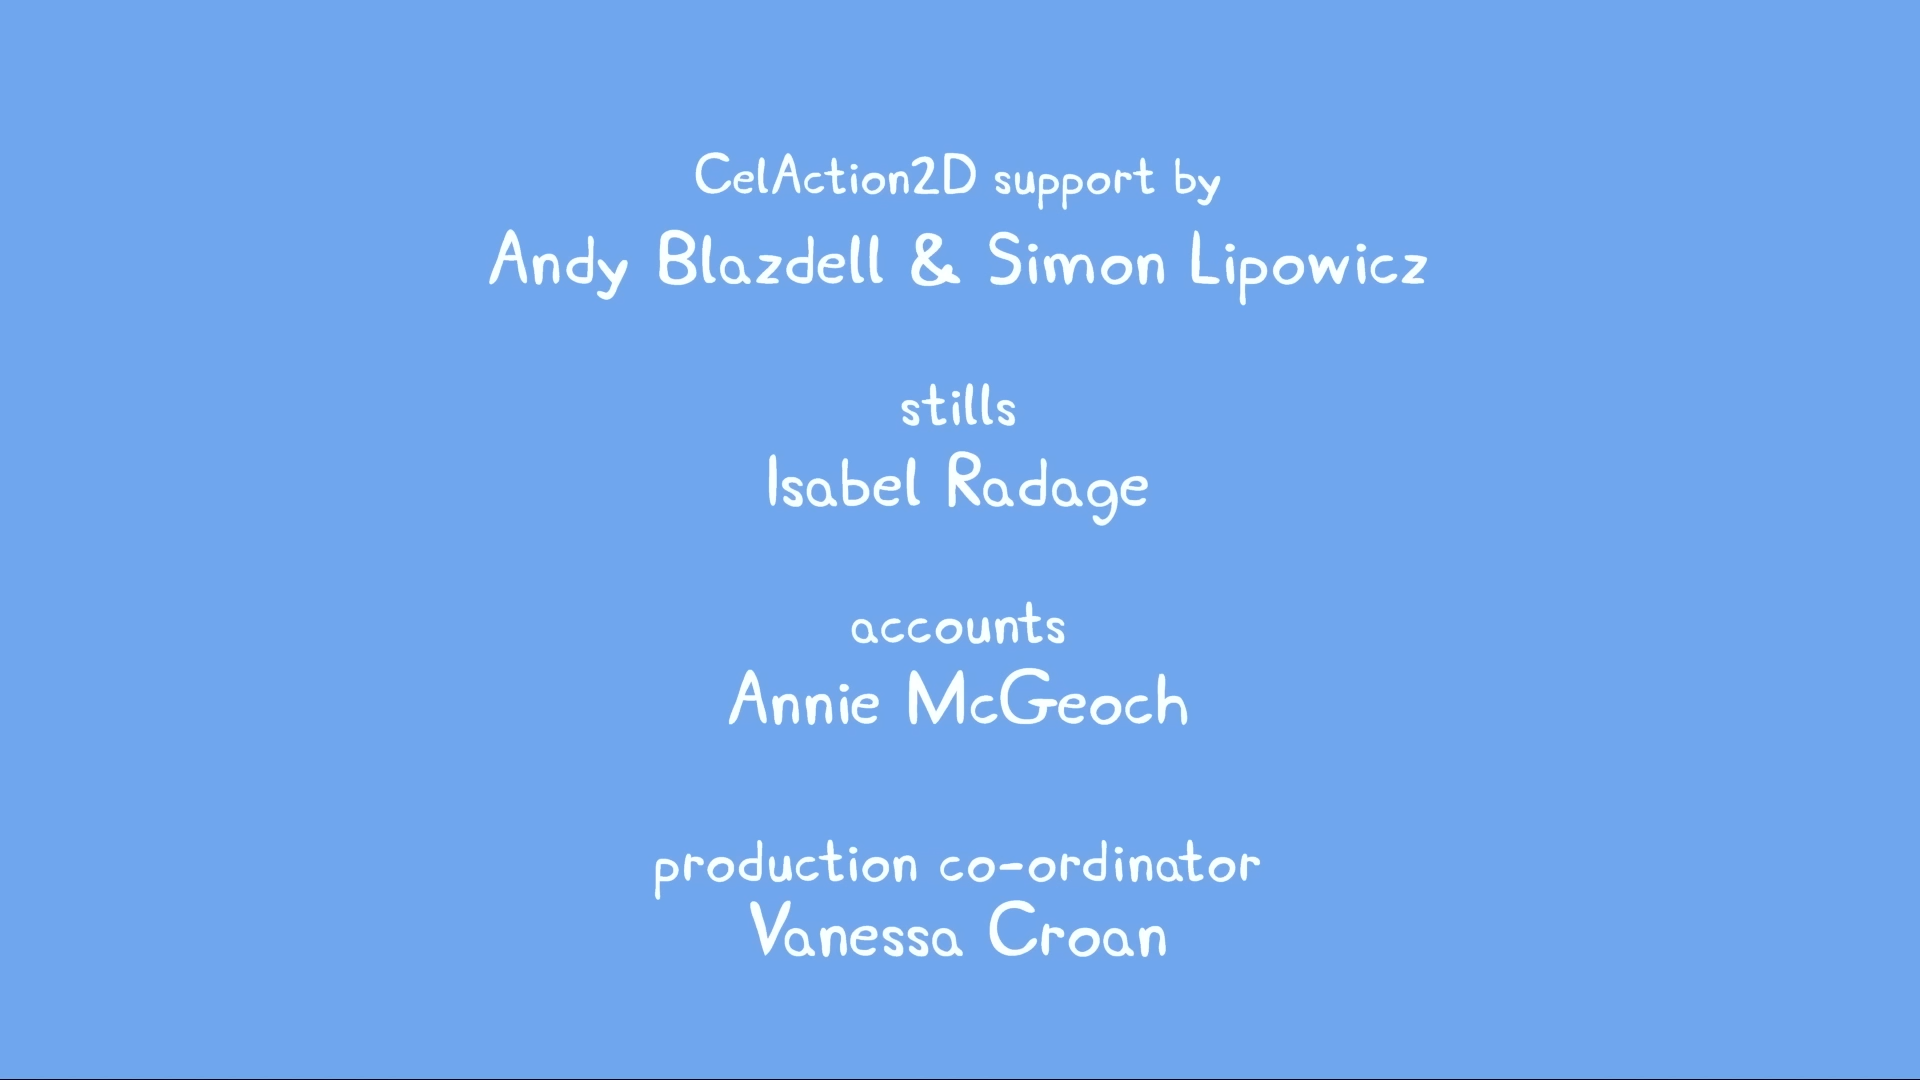 CelAction2D support by
Andy Blazdell & Simon Lipowicz
stills
Isabel Radage
accounts
Annie McGeoch
production co-ordinator
Vanessa Croan